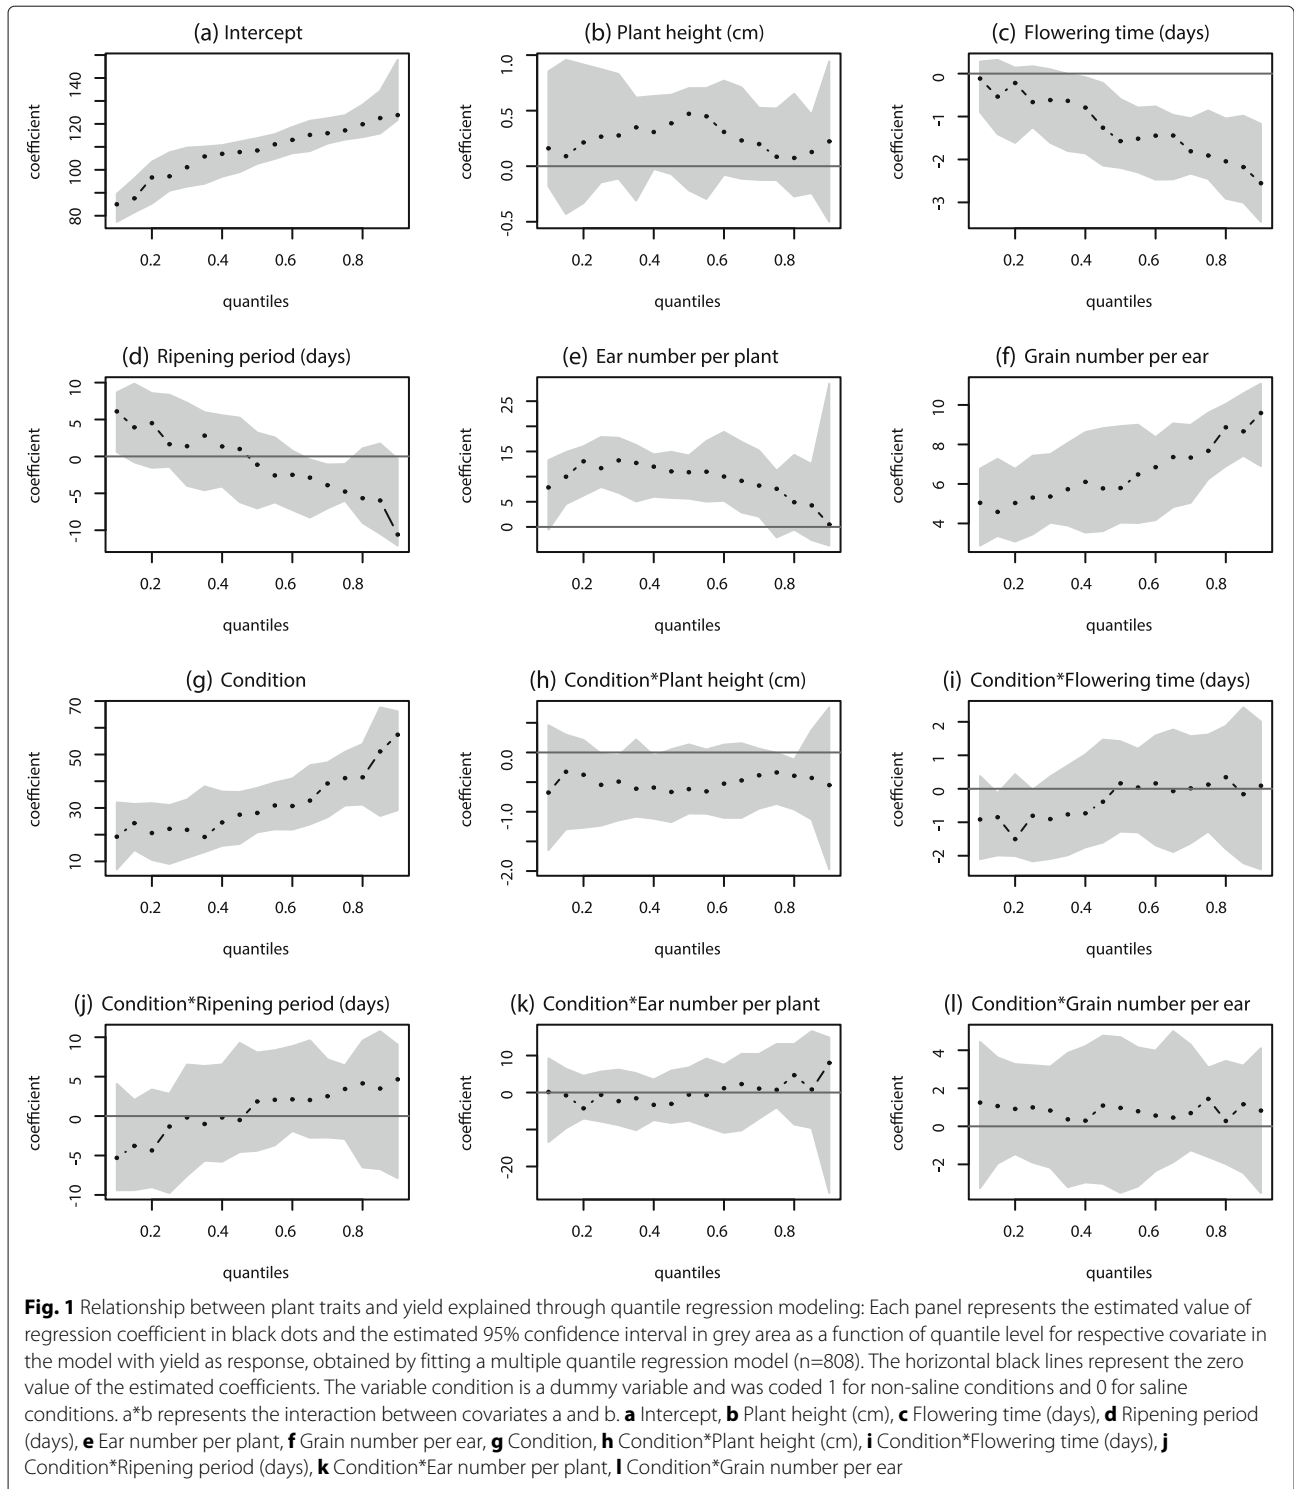 (a) Intercept
coefficient
140
120
100
80
0.2 0.4 0.6 0.8
quantiles
(b) Plant height (cm)
coefficient
1.0
0.5
0.0
-0.5
0.2 0.4 0.6 0.8
quantiles
(c) Flowering time (days)
coefficient
0
-1
-2
-3
0.2 0.4 0.6 0.8
quantiles
(d) Ripening period (days)
coefficient
10
5
0
-5
-10
0.2 0.4 0.6 0.8
quantiles
(e) Ear number per plant
coefficient
25
15
5
0
0.2 0.4 0.6 0.8
quantiles
(f) Grain number per ear
coefficient
10
8
6
4
0.2 0.4 0.6 0.8
quantiles
(g) Condition
coefficient
70
50
30
10
0.2 0.4 0.6 0.8
quantiles
(h) Condition*Plant height (cm)
coefficient
0.0
-1.0
-2.0
0.2 0.4 0.6 0.8
quantiles
(i) Condition*Flowering time (days)
coefficient
2
1
0
-1
-2
0.2 0.4 0.6 0.8
quantiles
(j) Condition*Ripening period (days)
coefficient
10
5
0
-5
-10
0.2 0.4 0.6 0.8
quantiles
(k) Condition*Ear number per plant
coefficient
10
0
-20
0.2 0.4 0.6 0.8
quantiles
(l) Condition*Grain number per ear
coefficient
4
2
0
-2
0.2 0.4 0.6 0.8
quantiles
Fig. 1 Relationship between plant traits and yield explained through quantile regression modeling: Each panel represents the estimated value of
regression coefficient in black dots and the estimated 95% confidence interval in grey area as a function of quantile level for respective covariate in
the model with yield as response, obtained by fitting a multiple quantile regression model (n=808). The horizontal black lines represent the zero
value of the estimated coefficients. The variable condition is a dummy variable and was coded 1 for non-saline conditions and 0 for saline
conditions. a*b represents the interaction between covariates a and b. a Intercept, b Plant height (cm), c Flowering time (days), d Ripening period
(days), e Ear number per plant, f Grain number per ear, g Condition, h Condition*Plant height (cm), i Condition*Flowering time (days), j
Condition*Ripening period (days), k Condition*Ear number per plant, l Condition*Grain number per ear